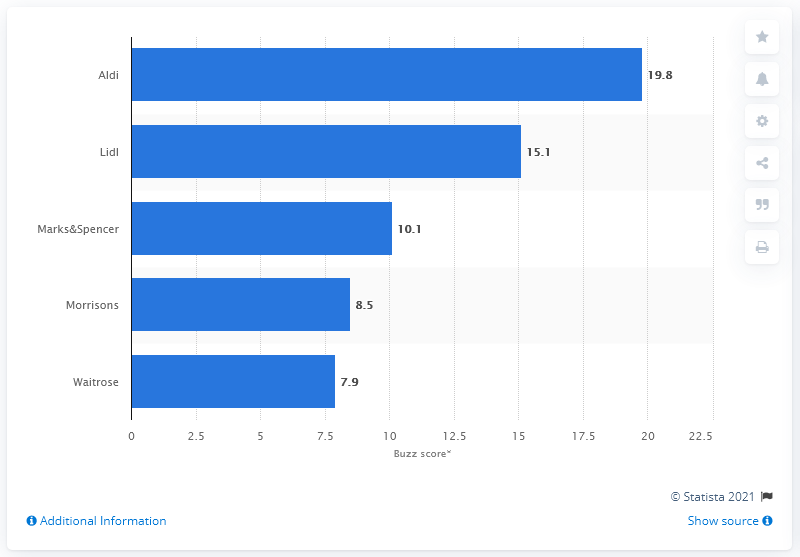 Aldi 19.8
Lidl 15.1
Marks&Spencer 10.1
Morrisons 8.5
Waitrose 7.9
0 2.5 5 7.5 10 12.5 15 17.5 20 22.5
Buzz score*
© Statista 2021
Additional Information Show source